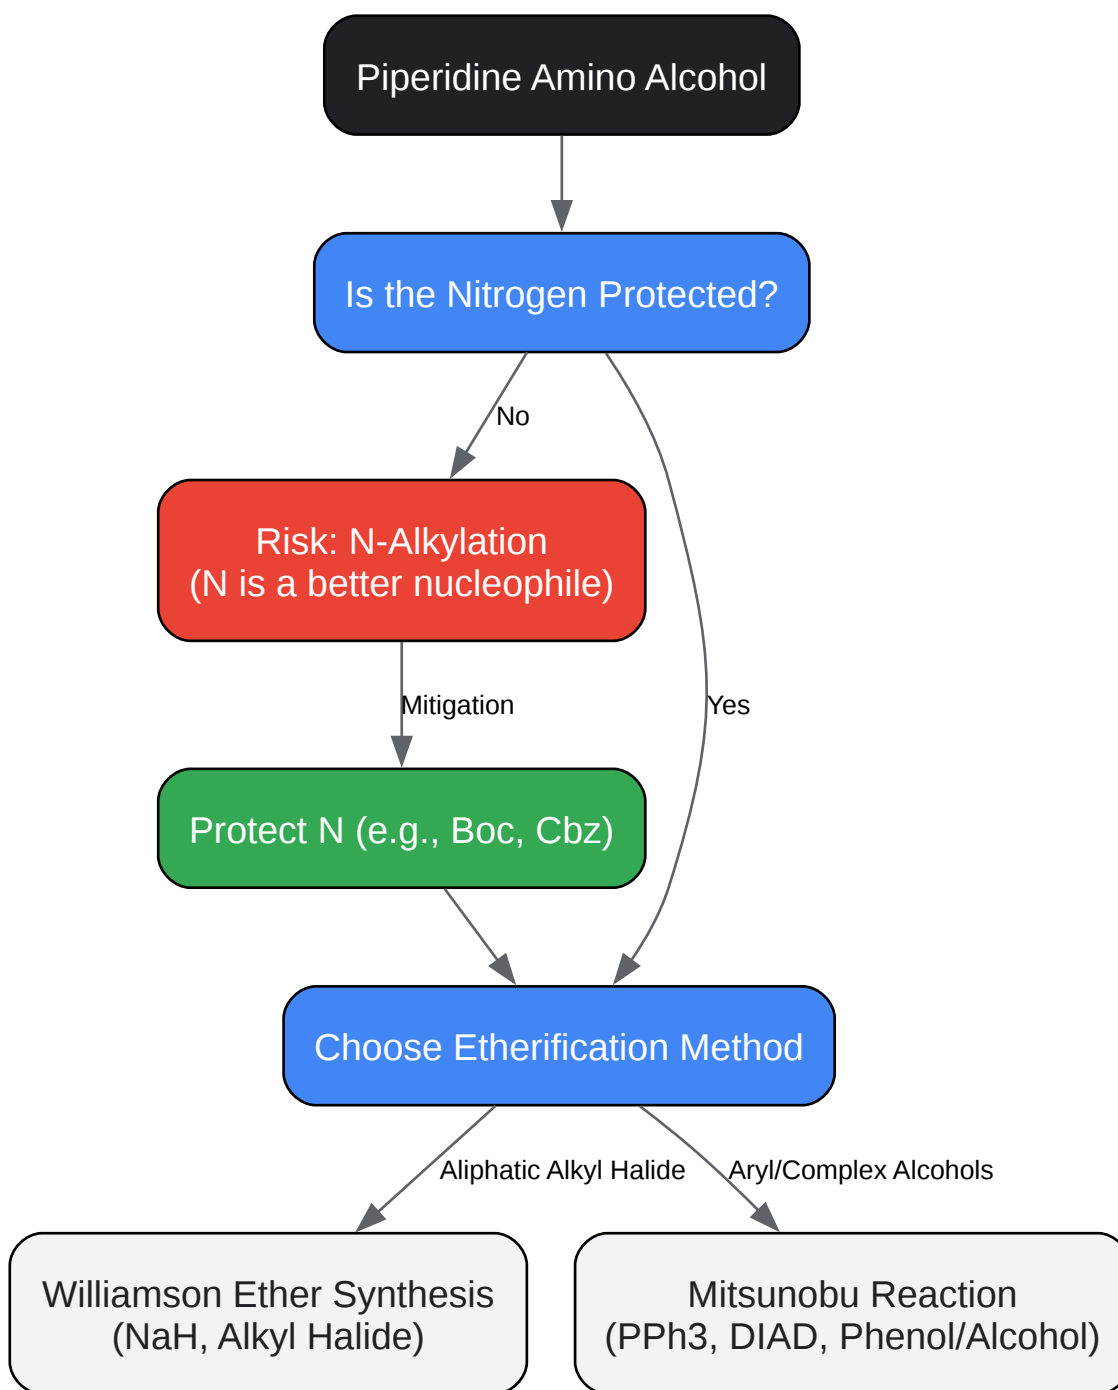 Piperidine Amino Alcohol
Is the Nitrogen Protected?
No
Risk: N-Alkylation
(N is a better nucleophile)
Mitigation
Yes
Protect N (e.g., Boc, Cbz)
Choose Etherification Method
Aliphatic Alkyl Halide
Aryl/Complex Alcohols
Williamson Ether Synthesis
(NaH, Alkyl Halide)
Mitsunobu Reaction
(PPh3, DIAD, Phenol/Alcohol)